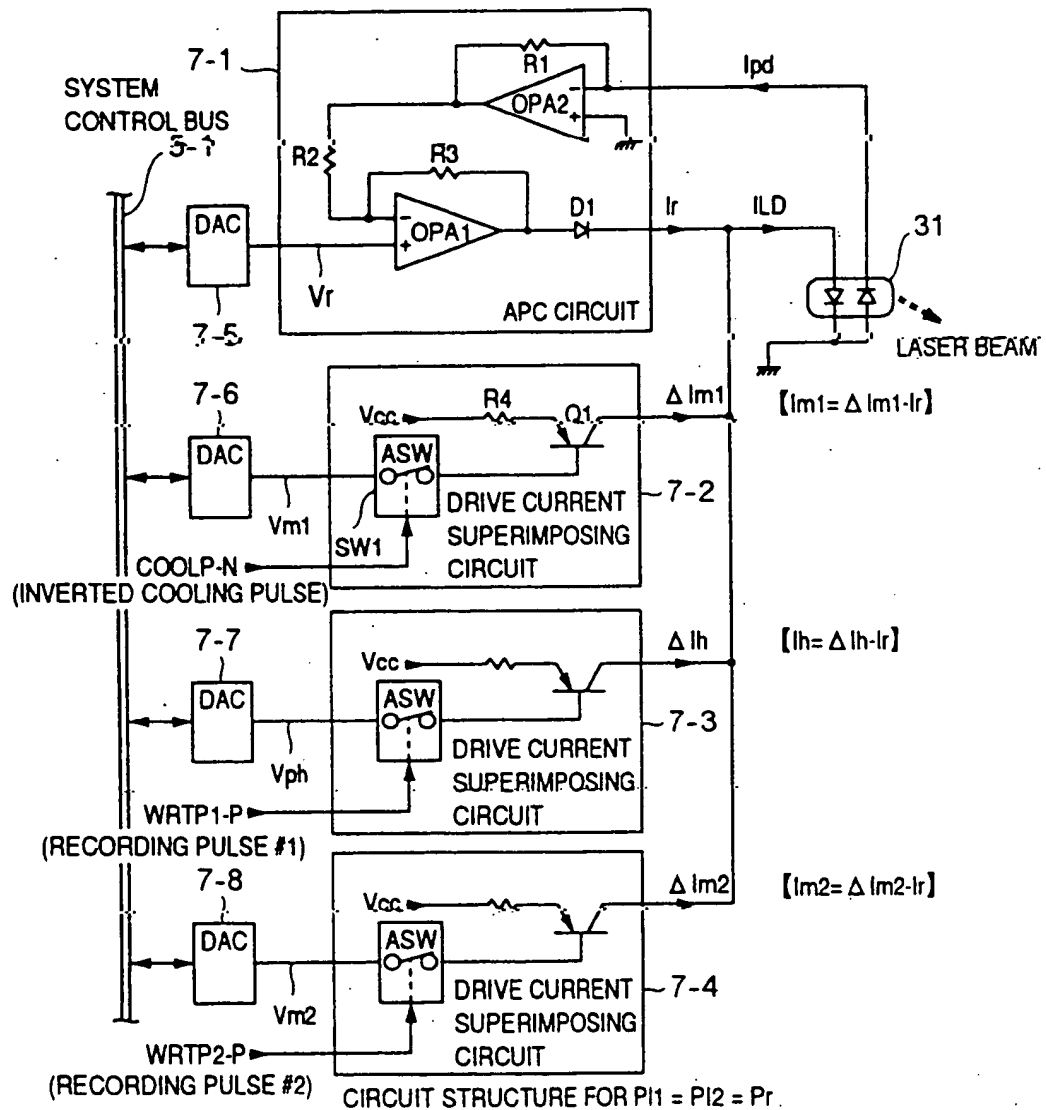 7-1
SYSTEM
CONTROL BUS
5-1
R1
OPA2
-
+
Ipd
R2
R3
DAC
-
OPA1
+
D1
Ir
ILD
31
Vr
APC CIRCUIT
7-5
LASER BEAM
7-6
Vcc
R4
Q1
Δ Im1
【Im1= Δ Im1-Ir】
DAC
ASW
Vm1
SW1
DRIVE CURRENT
SUPERIMPOSING
CIRCUIT
7-2
COOLP-N
(INVERTED COOLING PULSE)
7-7
Vcc
Δ Ih
【Ih= Δ Ih-Ir】
DAC
ASW
Vph
DRIVE CURRENT
SUPERIMPOSING
CIRCUIT
7-3
WRTP1-P
(RECORDING PULSE #1)
7-8
Vcc
Δ Im2
【Im2= Δ Im2-Ir】
DAC
ASW
Vm2
DRIVE CURRENT
SUPERIMPOSING
CIRCUIT
7-4
WRTP2-P
(RECORDING PULSE #2)
CIRCUIT STRUCTURE FOR PI1 = PI2 = Pr